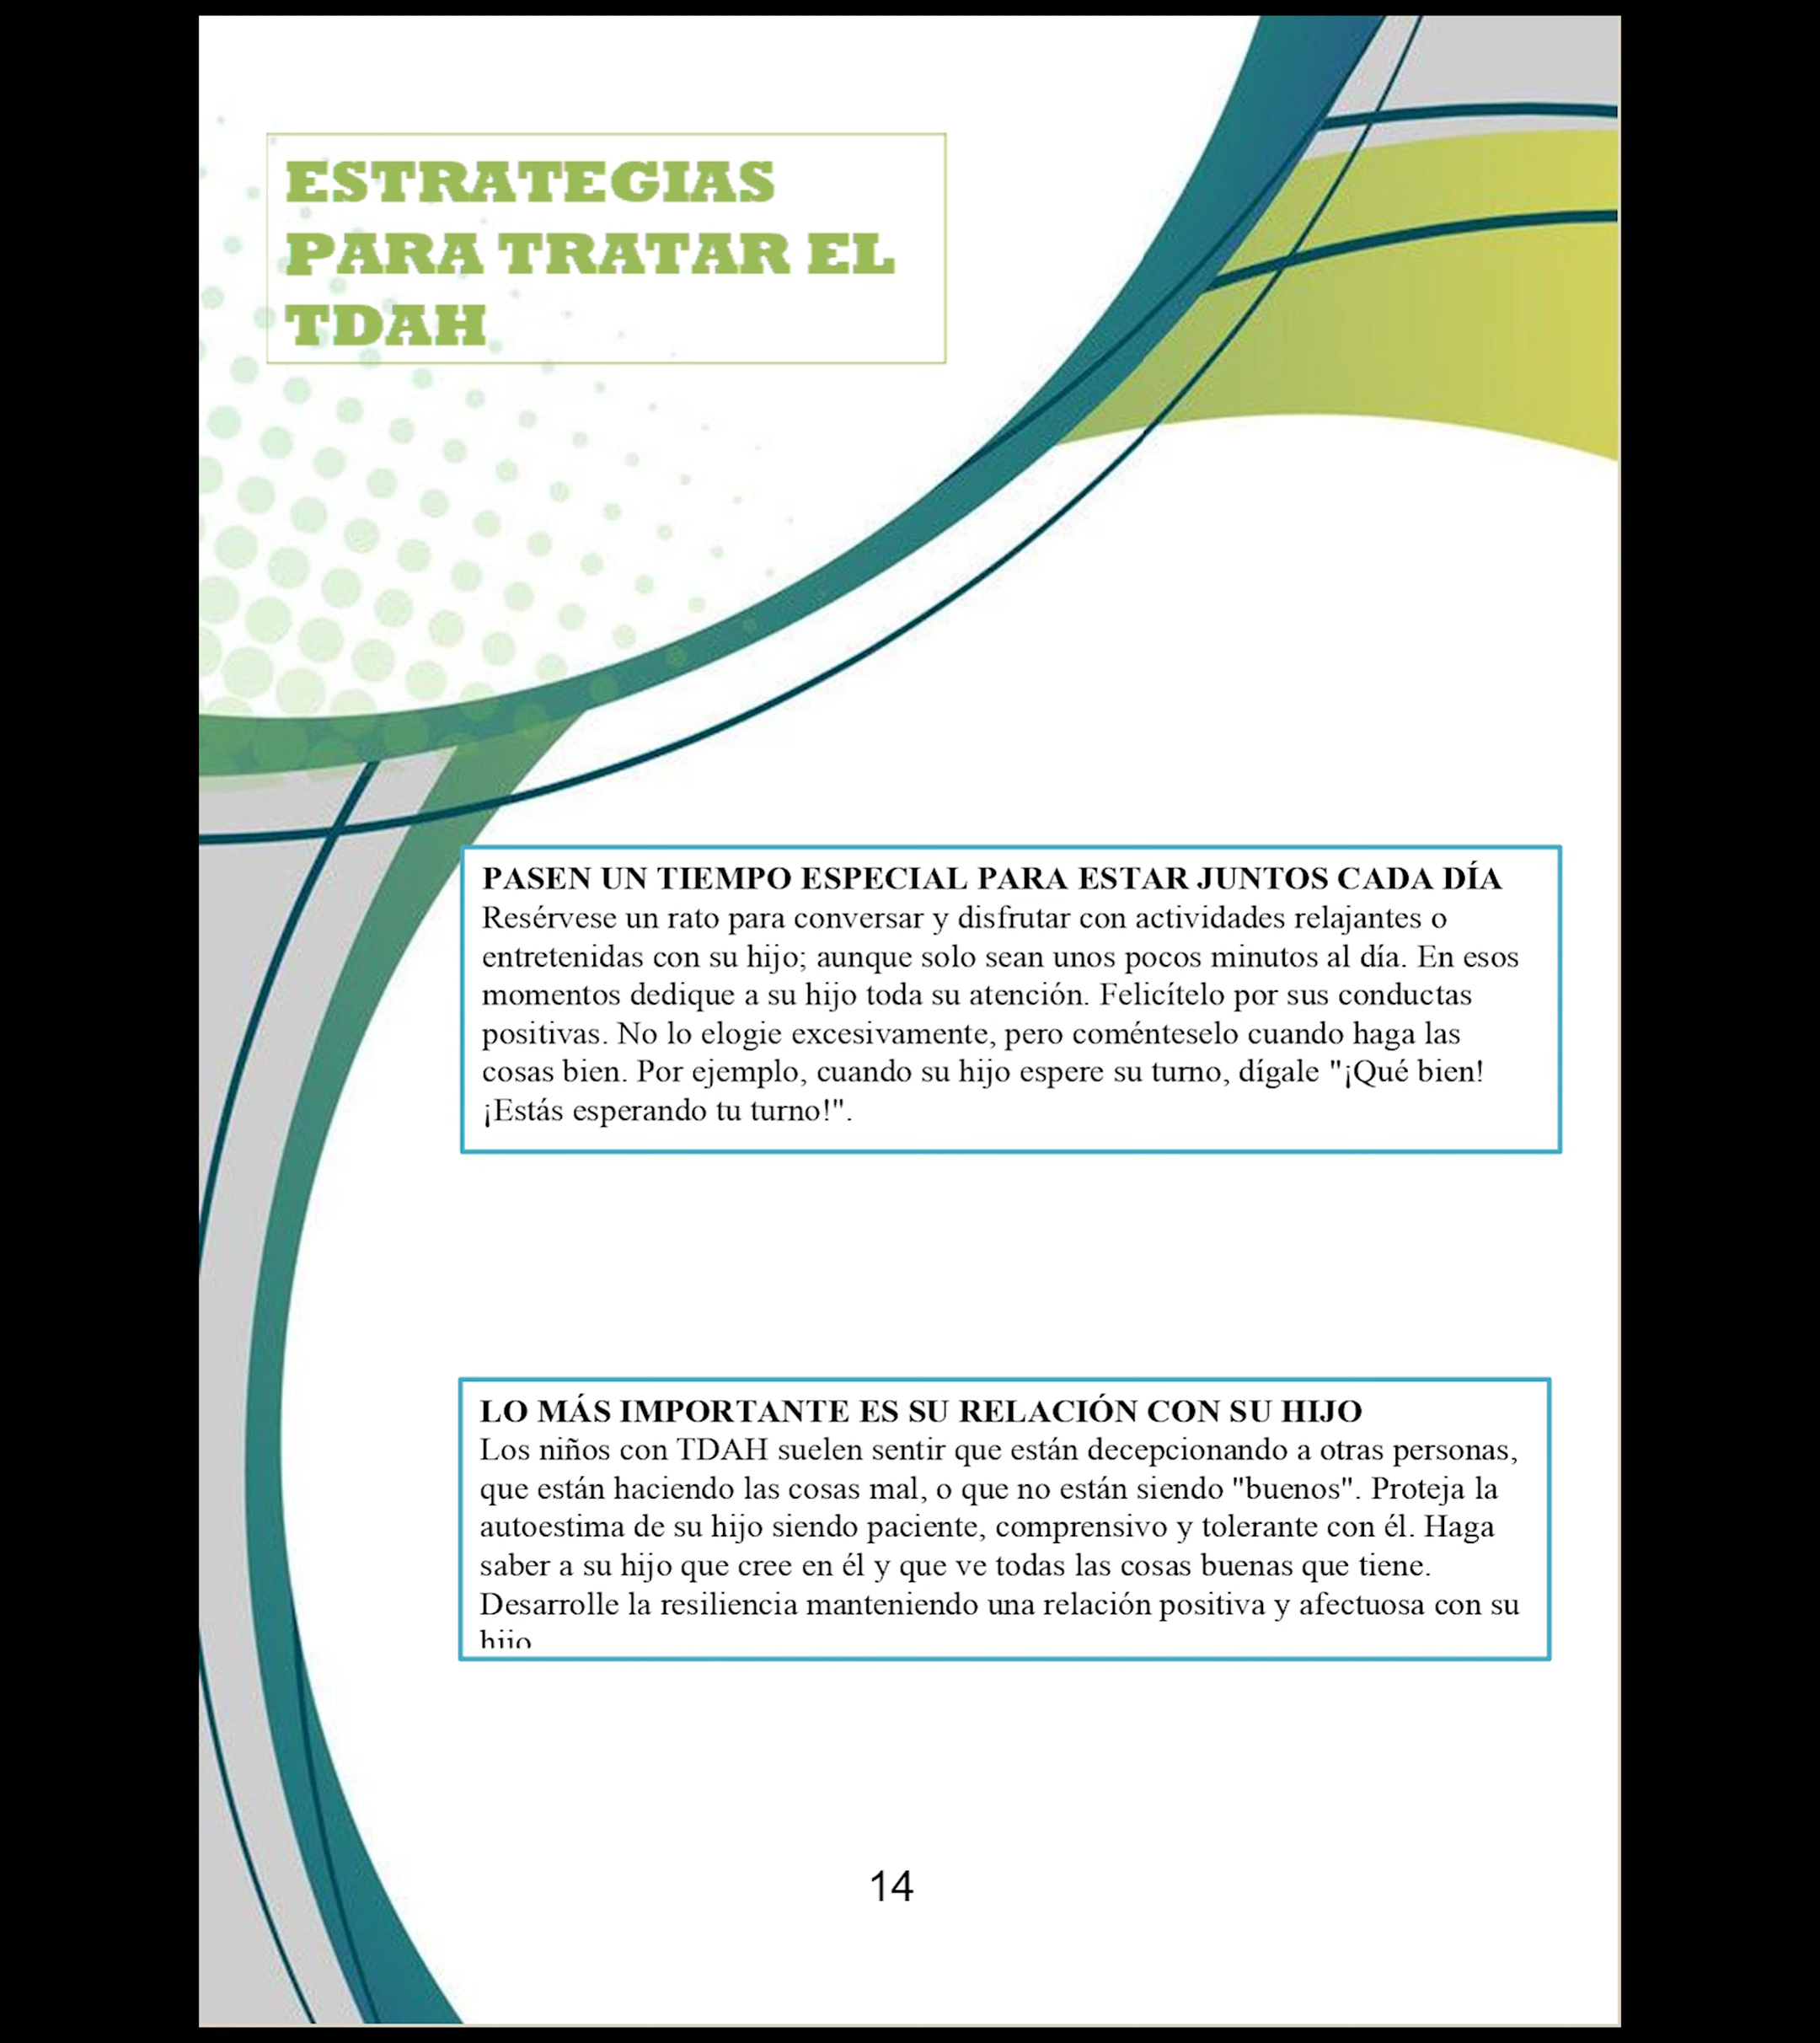 ESTRATEGIAS
PARA TRATAR EL
TDAH
PASEN UN TIEMPO ESPECIAL PARA ESTAR JUNTOS CADA DÍA
Resérvese un rato para conversar y disfrutar con actividades relajantes o
entretenidas con su hijo; aunque solo sean unos pocos minutos al día. En esos
momentos dedique a su hijo toda su atención. Felicítelo por sus conductas
positivas. No lo elogie excesivamente, pero coménteselo cuando haga las
cosas bien. Por ejemplo, cuando su hijo espere su turno, dígale "¡Qué bien!
¡Estás esperando tu turno!".
LO MÁS IMPORTANTE ES SU RELACIÓN CON SU HIJO
Los niños con TDAH suelen sentir que están decepcionando a otras personas,
que están haciendo las cosas mal, o que no están siendo "buenos". Proteja la
autoestima de su hijo siendo paciente, comprensivo y tolerante con él. Haga
saber a su hijo que cree en él y que ve todas las cosas buenas que tiene.
Desarrolle la resiliencia manteniendo una relación positiva y afectuosa con su
hijo
14